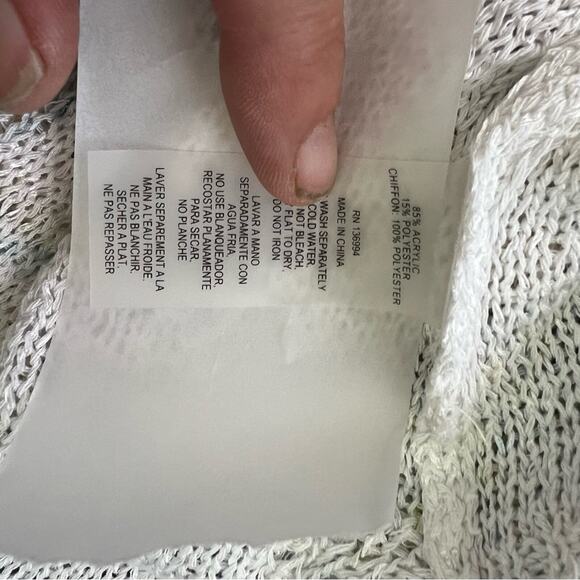 85% ACRYLIC
15% POLYESTER
CHIFFON: 100% POLYESTER
RN 136994
MADE IN CHINA
WASH SEPARATELY
COLD WATER
NOT BLEACH.
FLAT TO DRY.
DO NOT IRON
LAVAR A MANO
SEPARADAMENTE CON
AGUA FRIA.
NO USE BLANQUEADOR.
RECOSTAR PLANAMENTE
PARA SECAR.
NO PLANCHE
LAVER SEPAREMENT A LA
MAIN A L'EAU FROIDE.
NE PAS BLANCHIR.
SECHER A PLAT.
NE PAS REPASSER